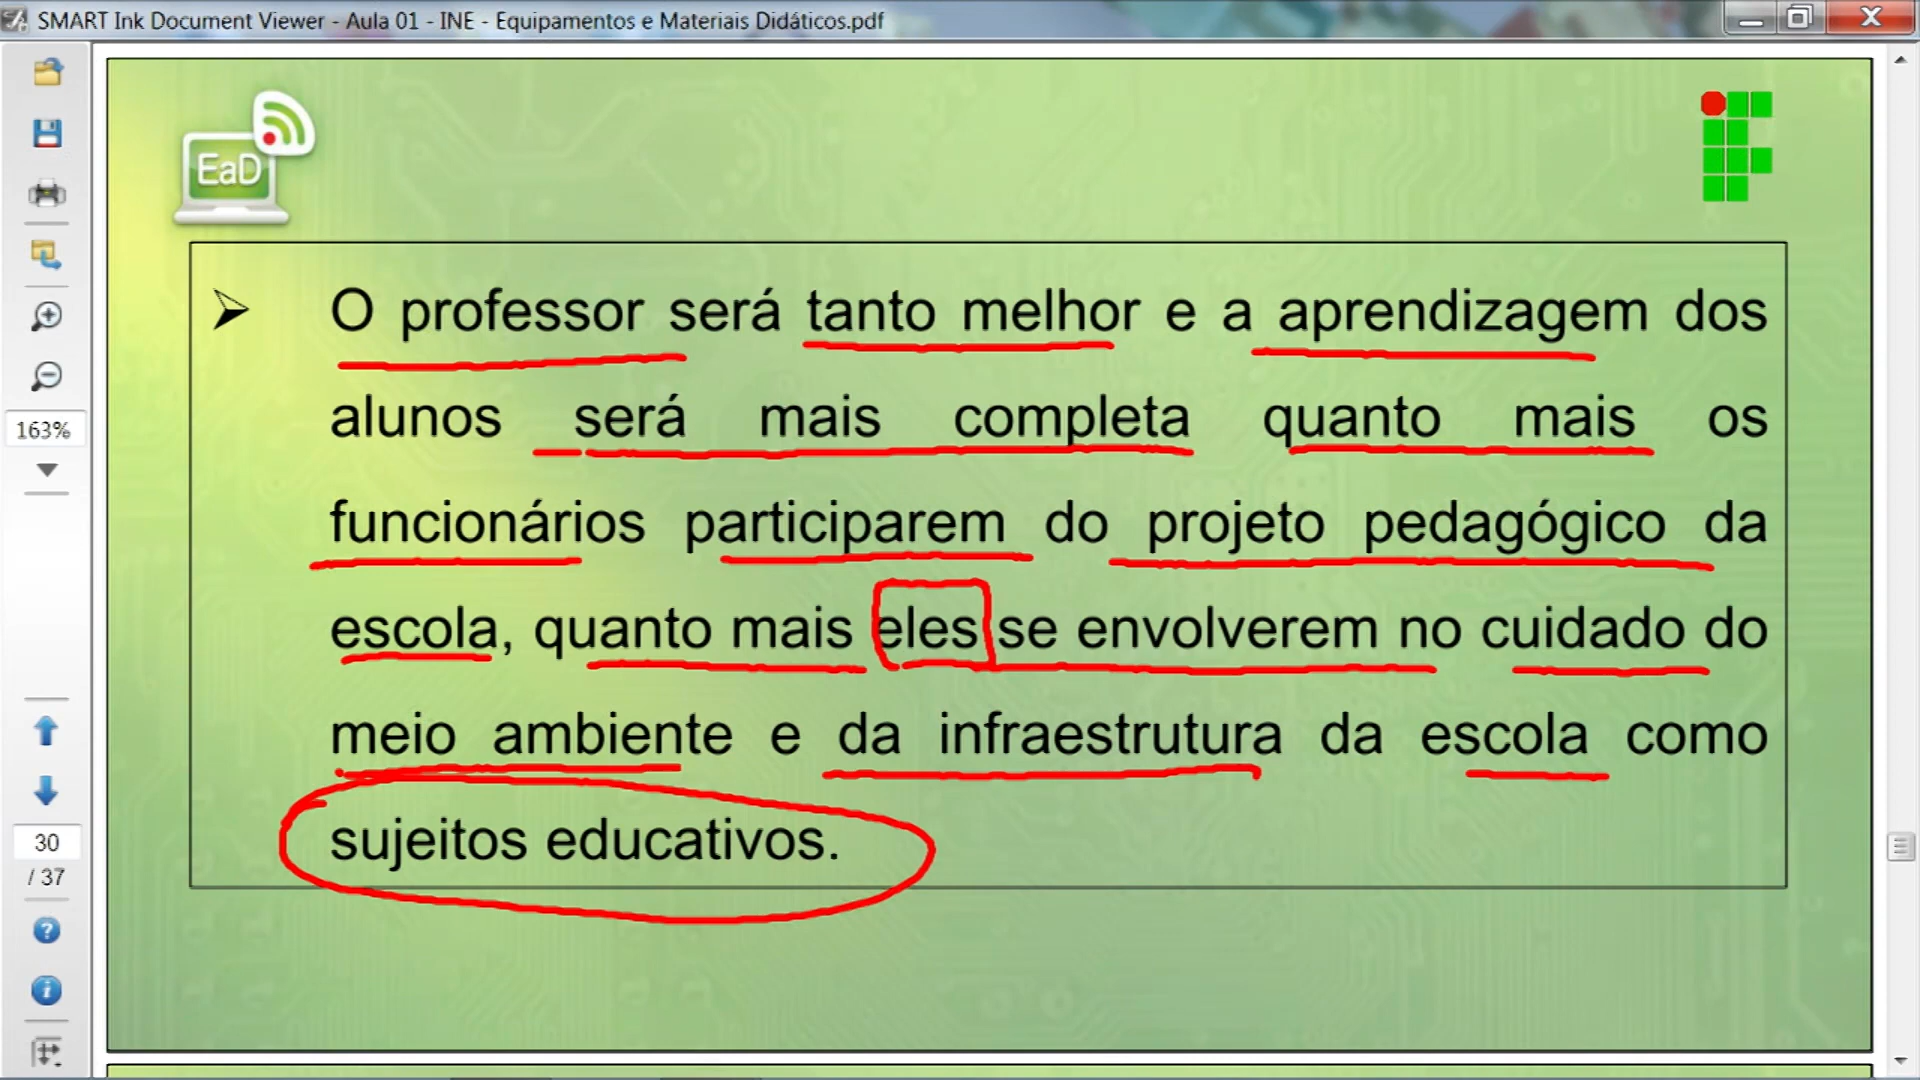 SMART Ink Document Viewer - Aula 01 - INE - Equipamentos e Materiais Didáticos.pdf
EaD
163%
30
/ 37
O professor será tanto melhor e a aprendizagem dos
alunos será mais completa quanto mais os
funcionários participarem do projeto pedagógico da
escola, quanto mais eles se envolverem no cuidado do
meio ambiente e da infraestrutura da escola como
sujeitos educativos.